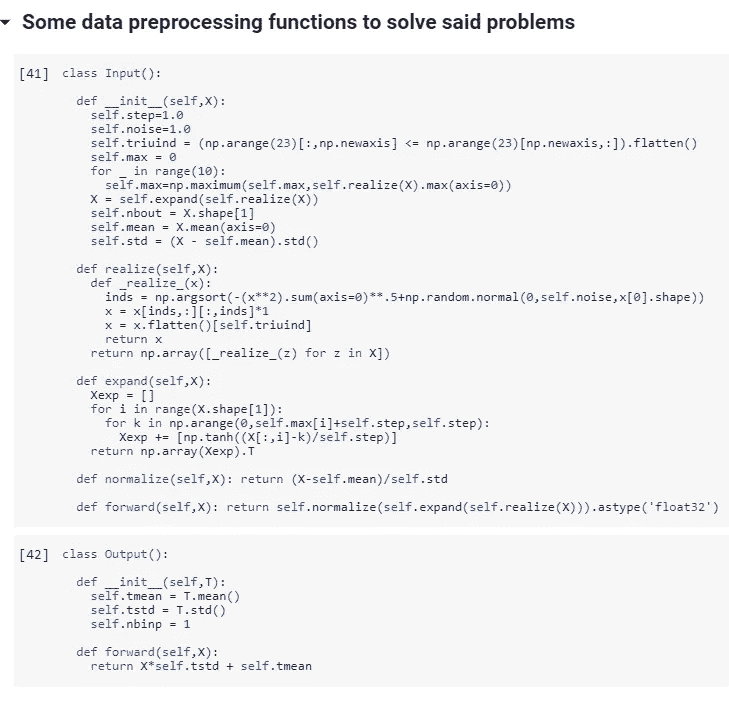 Some data preprocessing functions to solve said problems
[41] class Input():
def __init__(self,X):
self.step=1.0
self.noise=1.0
self.triuind = (np.arange(23)[:,np.newaxis] <= np.arange(23)[np.newaxis,:]).flatten()
self.max = 0
for _ in range(10):
self.max=np.maximum(self.max,self.realize(X).max(axis=0))
X = self.expand(self.realize(X))
self.nbout = X.shape[1]
self.mean = X.mean(axis=0)
self.std = (X - self.mean).std()
def realize(self,X):
def _realize_(x):
inds = np.argsort(-(x**2).sum(axis=0)**.5+np.random.normal(0,self.noise,x[0].shape))
x = x[inds,:][:,inds]*1
x = x.flatten()[self.triuind]
return x
return np.array([_realize_(z) for z in X])
def expand(self,X):
Xexp = []
for i in range(X.shape[1]):
for k in np.arange(0,self.max[i]+self.step,self.step):
Xexp += [np.tanh((X[:,i]-k)/self.step)]
return np.array(Xexp).T
def normalize(self,X): return (X-self.mean)/self.std
def forward(self,X): return self.normalize(self.expand(self.realize(X))).astype('float32')
[42] class Output():
def __init__(self,T):
self.tmean = T.mean()
self.tstd = T.std()
self.nbinp = 1
def forward(self,X):
return X*self.tstd + self.tmean